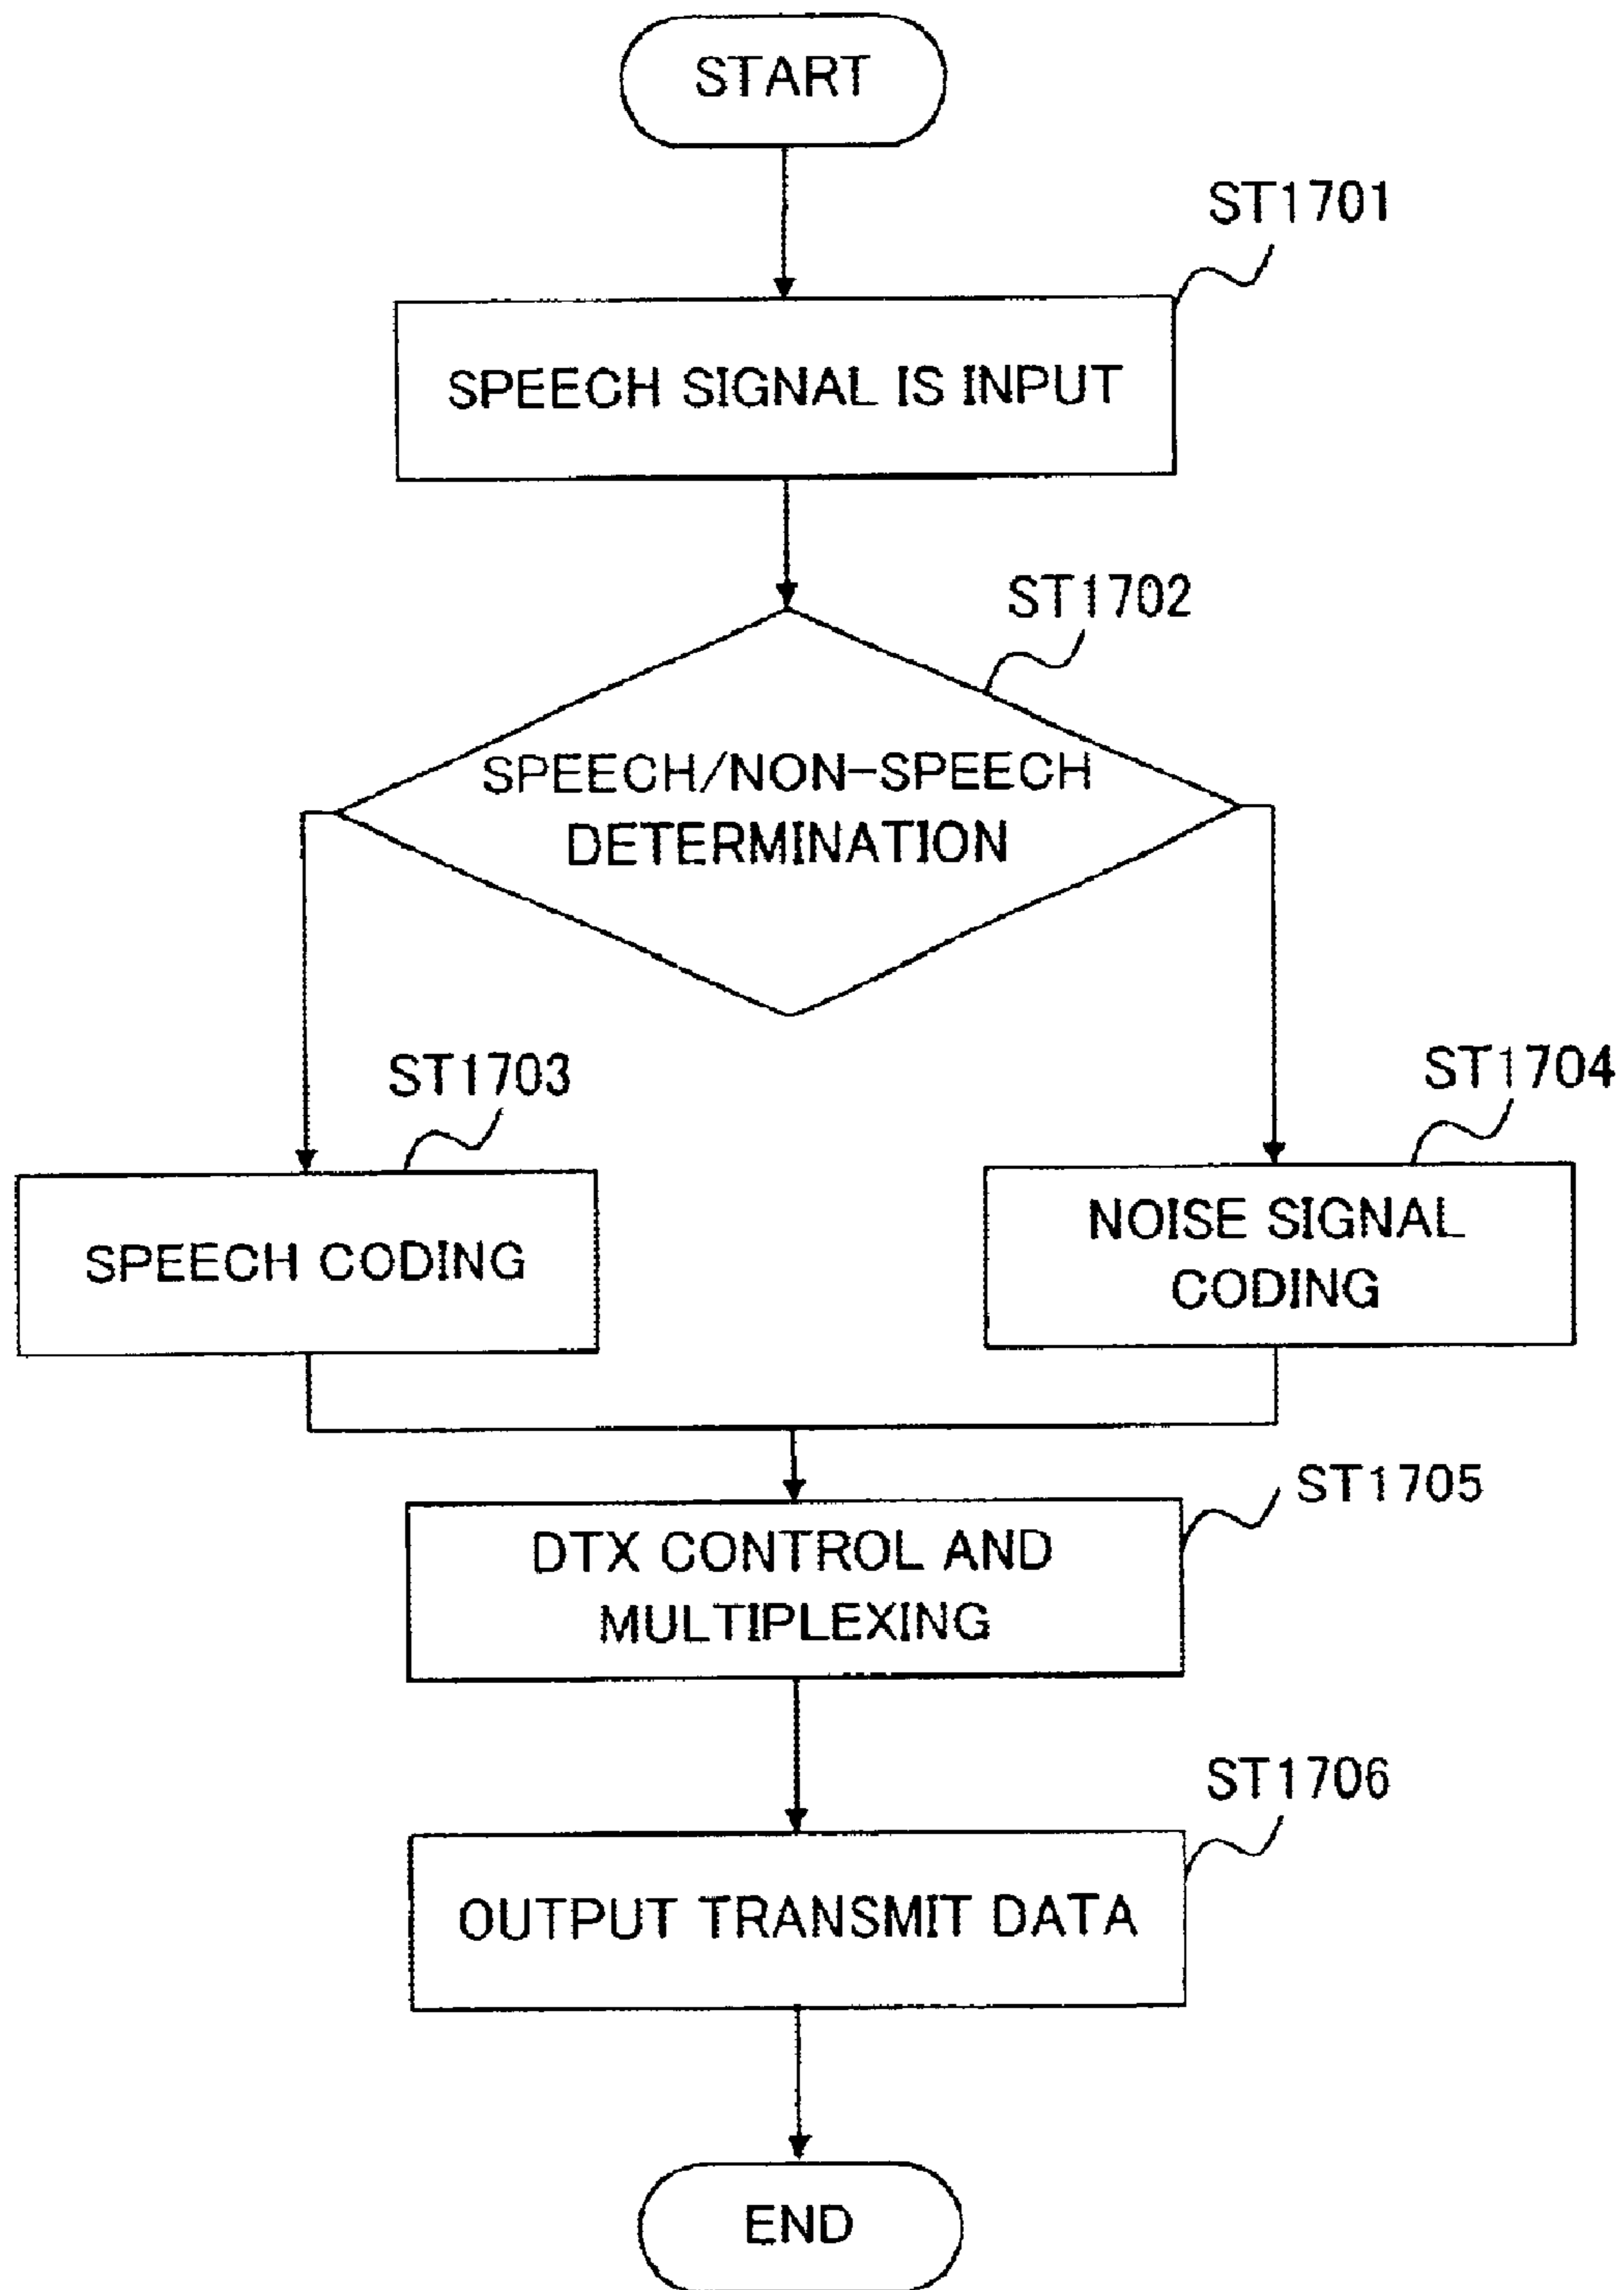 START
ST1701
SPEECH SIGNAL IS INPUT
ST1702
SPEECH/NON-SPEECH
DETERMINATION
ST1703
ST1704
SPEECH CODING
NOISE SIGNAL
CODING
ST1705
DTX CONTROL AND
MULTIPLEXING
ST1706
OUTPUT TRANSMIT DATA
END